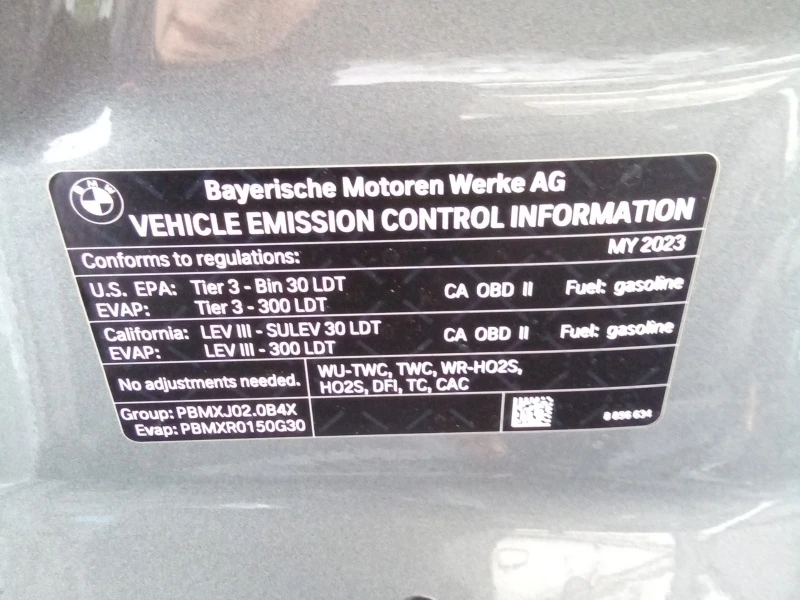 BMW
Bayerische Motoren Werke AG
VEHICLE EMISSION CONTROL INFORMATION
Conforms to regulations: MY 2023
U.S. EPA: Tier 3 - Bin 30 LDT CA OBD II Fuel: gasoline
EVAP: Tier 3 - 300 LDT
California: LEV III - SULEV 30 LDT CA OBD II Fuel: gasoline
EVAP: LEV III - 300 LDT
No adjustments needed.
WU-TWC, TWC, WR-HO2S,
HO2S, DFI, TC, CAC
Group: PBMXJ02.0B4X
Evap: PBMXR0150G30